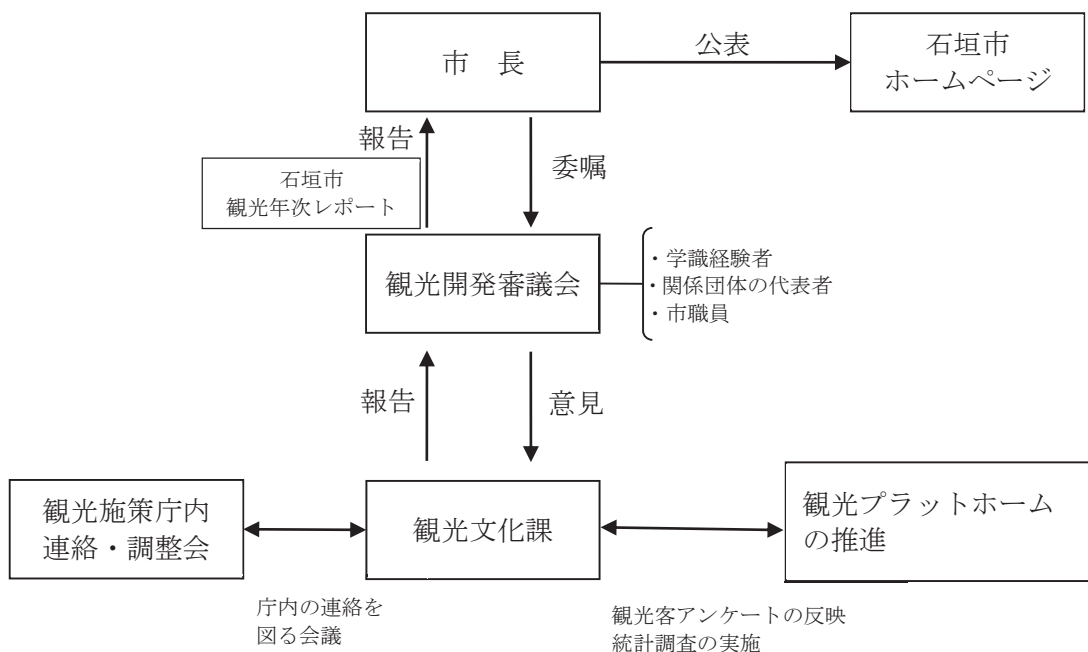 市　長
公表
石垣市
ホームページ
報告
委嘱
石垣市
観光年次レポート
観光開発審議会
・学識経験者
・関係団体の代表者
・市職員
報告
意見
観光施策庁内
連絡・調整会
観光文化課
観光プラットホーム
の推進
庁内の連絡を
図る会議
観光客アンケートの反映
統計調査の実施